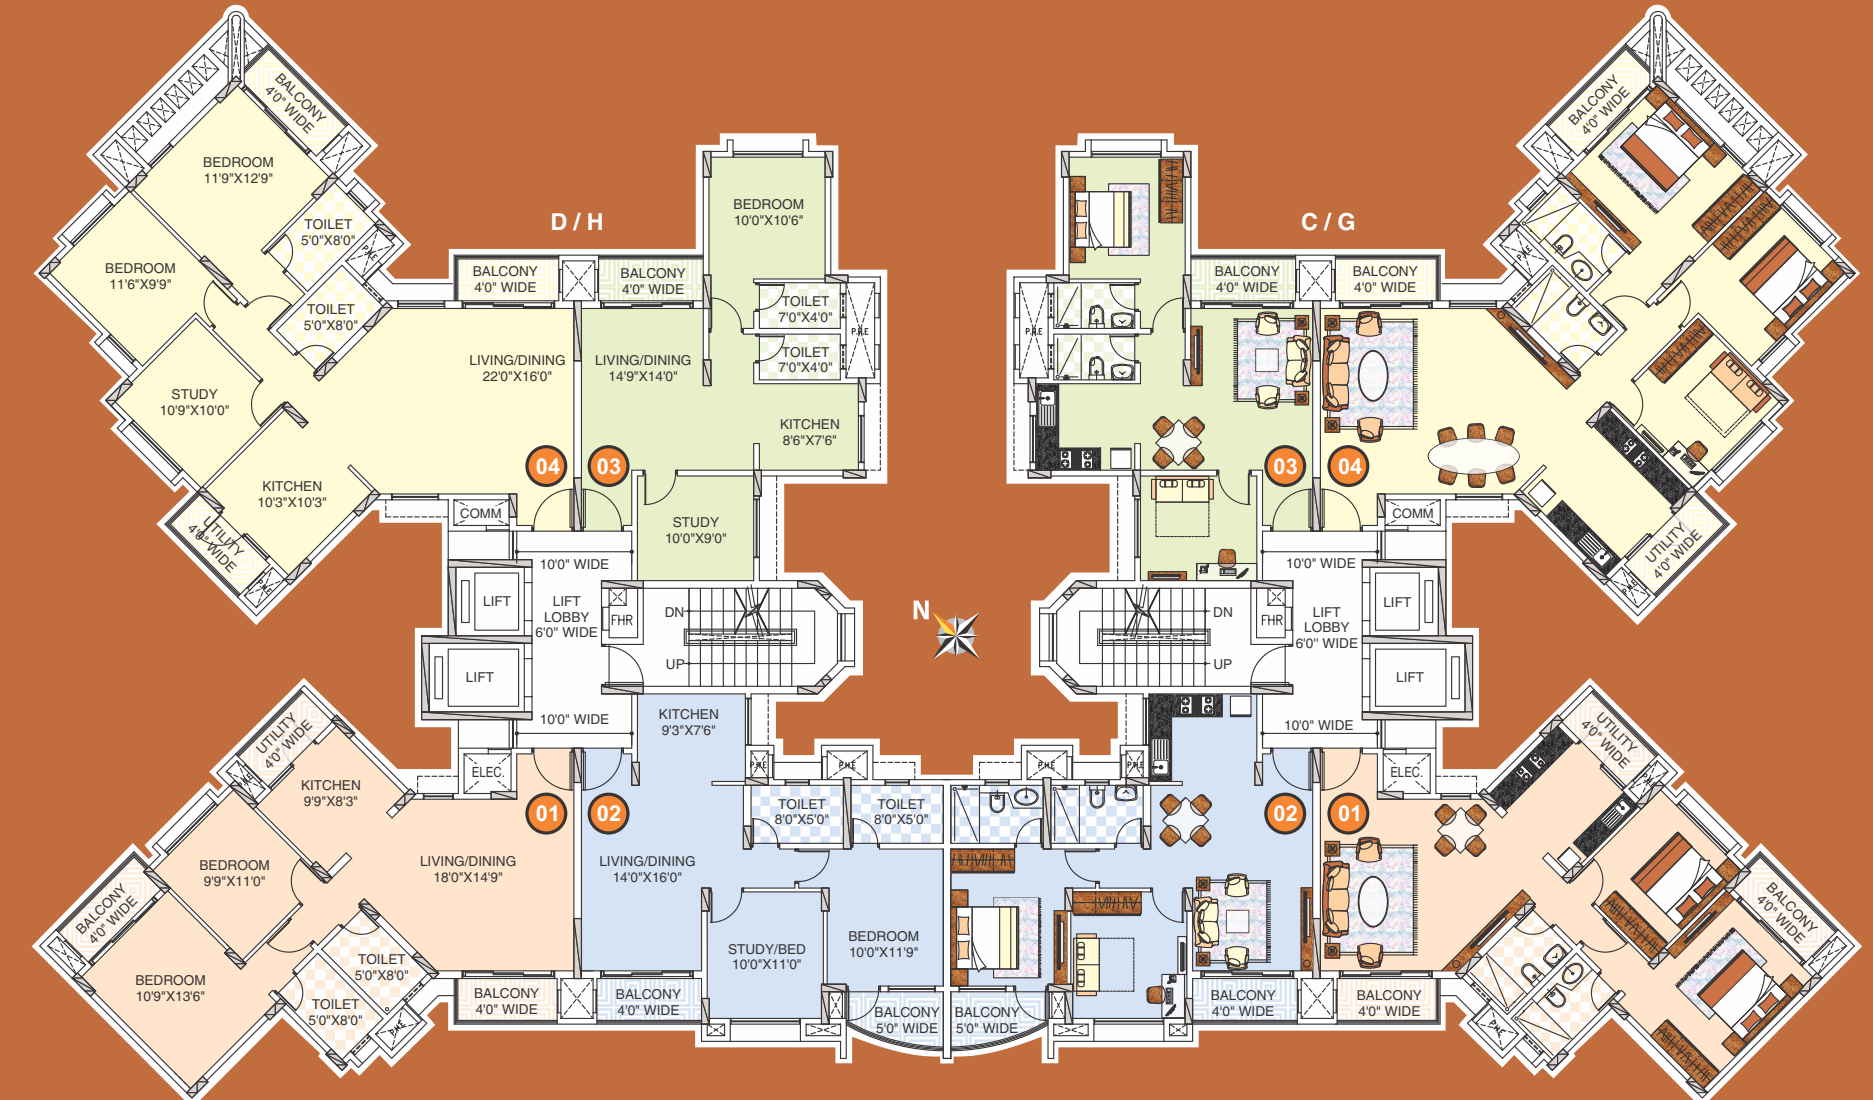 BALCONY
4'0" WIDE
BEDROOM
11'9"X12'9"
TOILET
5'0"X8'0"
P.H.E
BEDROOM
11'6"X9'9"
TOILET
5'0"X8'0"
STUDY
10'9"X10'0"
KITCHEN
10'3"X10'3"
UTILITY
4'0" WIDE
P.H.E
LIVING/DINING
22'0"X16'0"
BALCONY
4'0" WIDE
04
COMM
D / H
BALCONY
4'0" WIDE
BEDROOM
10'0"X10'6"
TOILET
7'0"X4'0"
TOILET
7'0"X4'0"
P.H.E
LIVING/DINING
14'9"X14'0"
KITCHEN
8'6"X7'6"
03
STUDY
10'0"X9'0"
10'0" WIDE
LIFT
LIFT
LOBBY
6'0" WIDE
FHR
DN
UP
LIFT
10'0" WIDE
ELEC.
UTILITY
4'0" WIDE
P.H.E
KITCHEN
9'9"X8'3"
BEDROOM
9'9"X11'0"
BALCONY
4'0" WIDE
BEDROOM
10'9"X13'6"
TOILET
5'0"X8'0"
TOILET
5'0"X8'0"
P.H.E
LIVING/DINING
18'0"X14'9"
01
BALCONY
4'0" WIDE
KITCHEN
9'3"X7'6"
02
LIVING/DINING
14'0"X16'0"
P.H.E
P.H.E
TOILET
8'0"X5'0"
TOILET
8'0"X5'0"
STUDY/BED
10'0"X11'0"
BEDROOM
10'0"X11'9"
BALCONY
4'0" WIDE
BALCONY
5'0" WIDE
N
C / G
BALCONY
4'0" WIDE
P.H.E
BALCONY
4'0" WIDE
BALCONY
4'0" WIDE
P.H.E
03
04
COMM
UTILITY
4'0" WIDE
P.H.E
10'0" WIDE
LIFT
LIFT
LOBBY
6'0" WIDE
FHR
DN
UP
LIFT
10'0" WIDE
ELEC.
P.H.E
P.H.E
02
01
UTILITY
4'0" WIDE
P.H.E
BALCONY
4'0" WIDE
P.H.E
BALCONY
5'0" WIDE
BALCONY
4'0" WIDE
BALCONY
4'0" WIDE